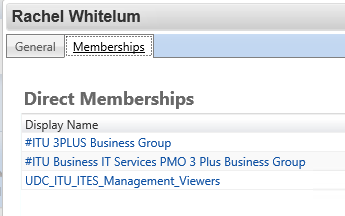 Rachel Whitelum
General Memberships
Direct Memberships
Display Name
#ITU 3PLUS Business Group
#ITU Business IT Services PMO 3 Plus Business Group
UDC_ITU_ITES_Management_Viewers